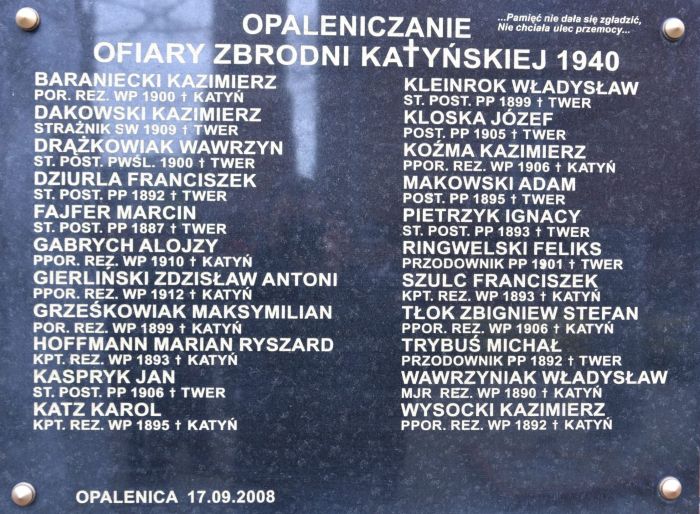 OPALENICZANIE
...Pamięć nie dała się zgładzić,
Nie chciała ulec przemocy...
OFIARY ZBRODNI KATYŃSKIEJ 1940
BARANIECKI KAZIMIERZ
POR. REZ. WP 1900 † KATYŃ
DAKOWSKI KAZIMIERZ
STRAŻNIK SW 1909 † TWER
DRĄŻKOWIAK WAWRZYN
ST. POST. PWŚL. 1900 † TWER
DZIURLA FRANCISZEK
ST. POST. PP 1892 † TWER
FAJFER MARCIN
ST. POST. PP 1887 † TWER
GABRYCH ALOJZY
PPOR. REZ. WP 1910 † KATYŃ
GIERLIŃSKI ZDZISŁAW ANTONI
PPOR. REZ. WP 1912 † KATYŃ
GRZEŚKOWIAK MAKSYMILIAN
POR. REZ. WP 1899 † KATYŃ
HOFFMANN MARIAN RYSZARD
KPT. REZ. WP 1893 † KATYŃ
KASPRYK JAN
ST. POST. PP 1906 † TWER
KATZ KAROL
KPT. REZ. WP 1895 † KATYŃ
KLEINROK WŁADYSŁAW
ST. POST. PP 1899 † TWER
KLOSKA JÓZEF
POST. PP 1905 † TWER
KOŹMA KAZIMIERZ
PPOR. REZ. WP 1906 † KATYŃ
MAKOWSKI ADAM
ST. POST. PP 1895 † TWER
PIETRZYK IGNACY
ST. POST. PP 1893 † TWER
RINGWELSKI FELIKS
PRZODOWNIK PP 1901 † TWER
SZULC FRANCISZEK
KPT. REZ. WP 1893 † KATYŃ
TŁOK ZBIGNIEW STEFAN
PPOR. REZ. WP 1906 † KATYŃ
TRYBUŚ MICHAŁ
PRZODOWNIK PP 1892 † TWER
WAWRZYNIAK WŁADYSŁAW
MJR REZ. WP 1890 † KATYŃ
WYSOCKI KAZIMIERZ
PPOR. REZ. WP 1892 † KATYŃ
OPALENICA 17.09.2008